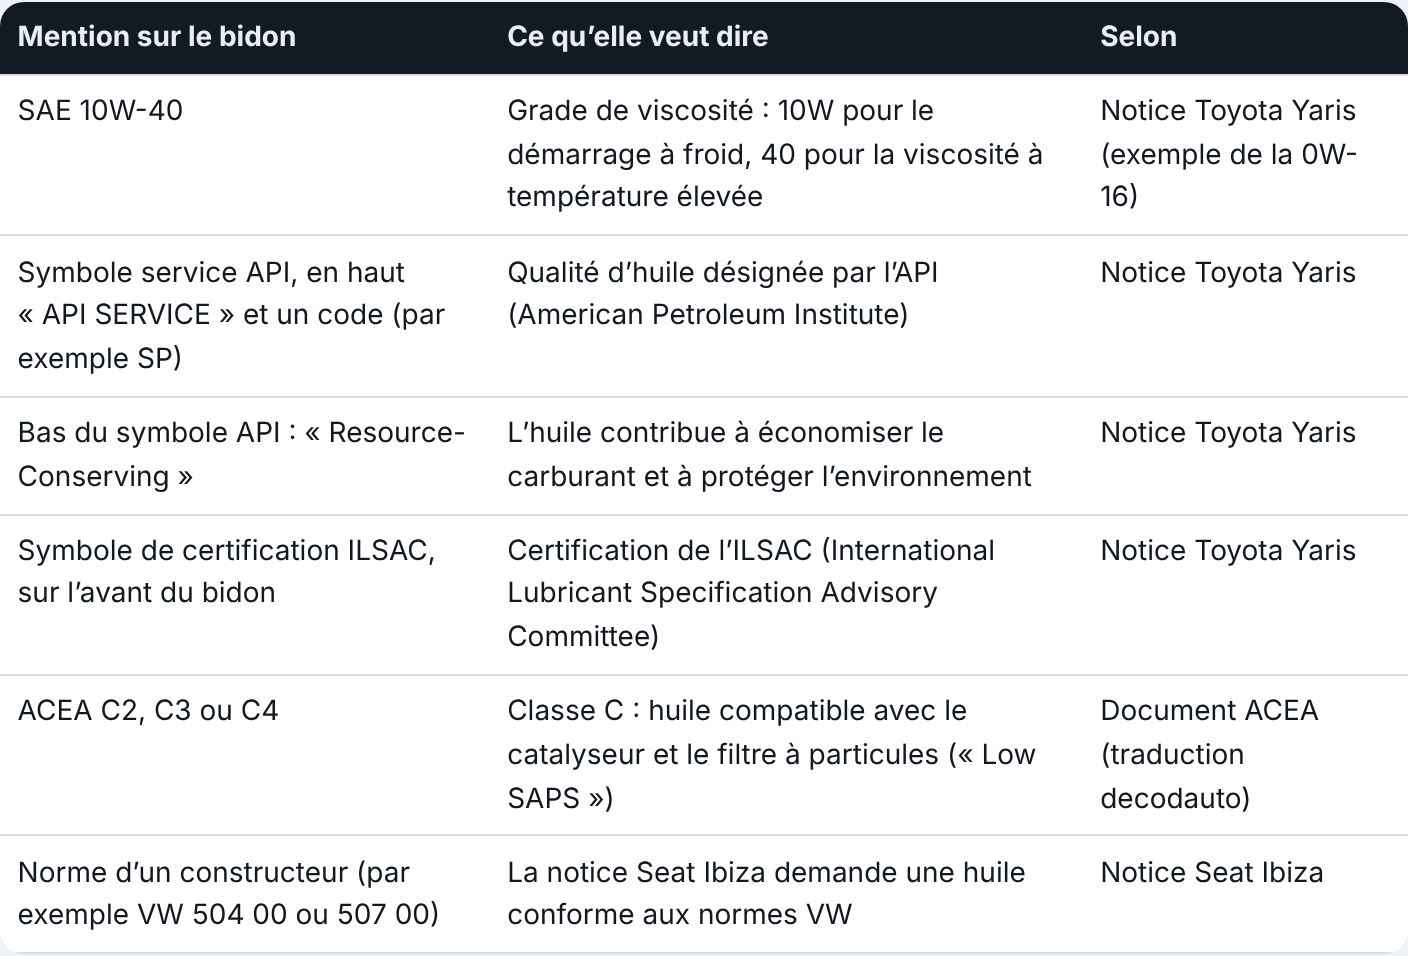 Mention sur le bidon
Ce qu’elle veut dire
Selon
SAE 10W-40
Grade de viscosité : 10W pour le
démarrage à froid, 40 pour la viscosité à
température élevée
Notice Toyota Yaris
(exemple de la 0W-
16)
Symbole service API, en haut
« API SERVICE » et un code (par
exemple SP)
Qualité d’huile désignée par l’API
(American Petroleum Institute)
Notice Toyota Yaris
Bas du symbole API : « Resource-
Conserving »
L’huile contribue à économiser le
carburant et à protéger l’environnement
Notice Toyota Yaris
Symbole de certification ILSAC,
sur l’avant du bidon
Certification de l’ILSAC (International
Lubricant Specification Advisory
Committee)
Notice Toyota Yaris
ACEA C2, C3 ou C4
Classe C : huile compatible avec le
catalyseur et le filtre à particules (« Low
SAPS »)
Document ACEA
(traduction
decodauto)
Norme d’un constructeur (par
exemple VW 504 00 ou 507 00)
La notice Seat Ibiza demande une huile
conforme aux normes VW
Notice Seat Ibiza